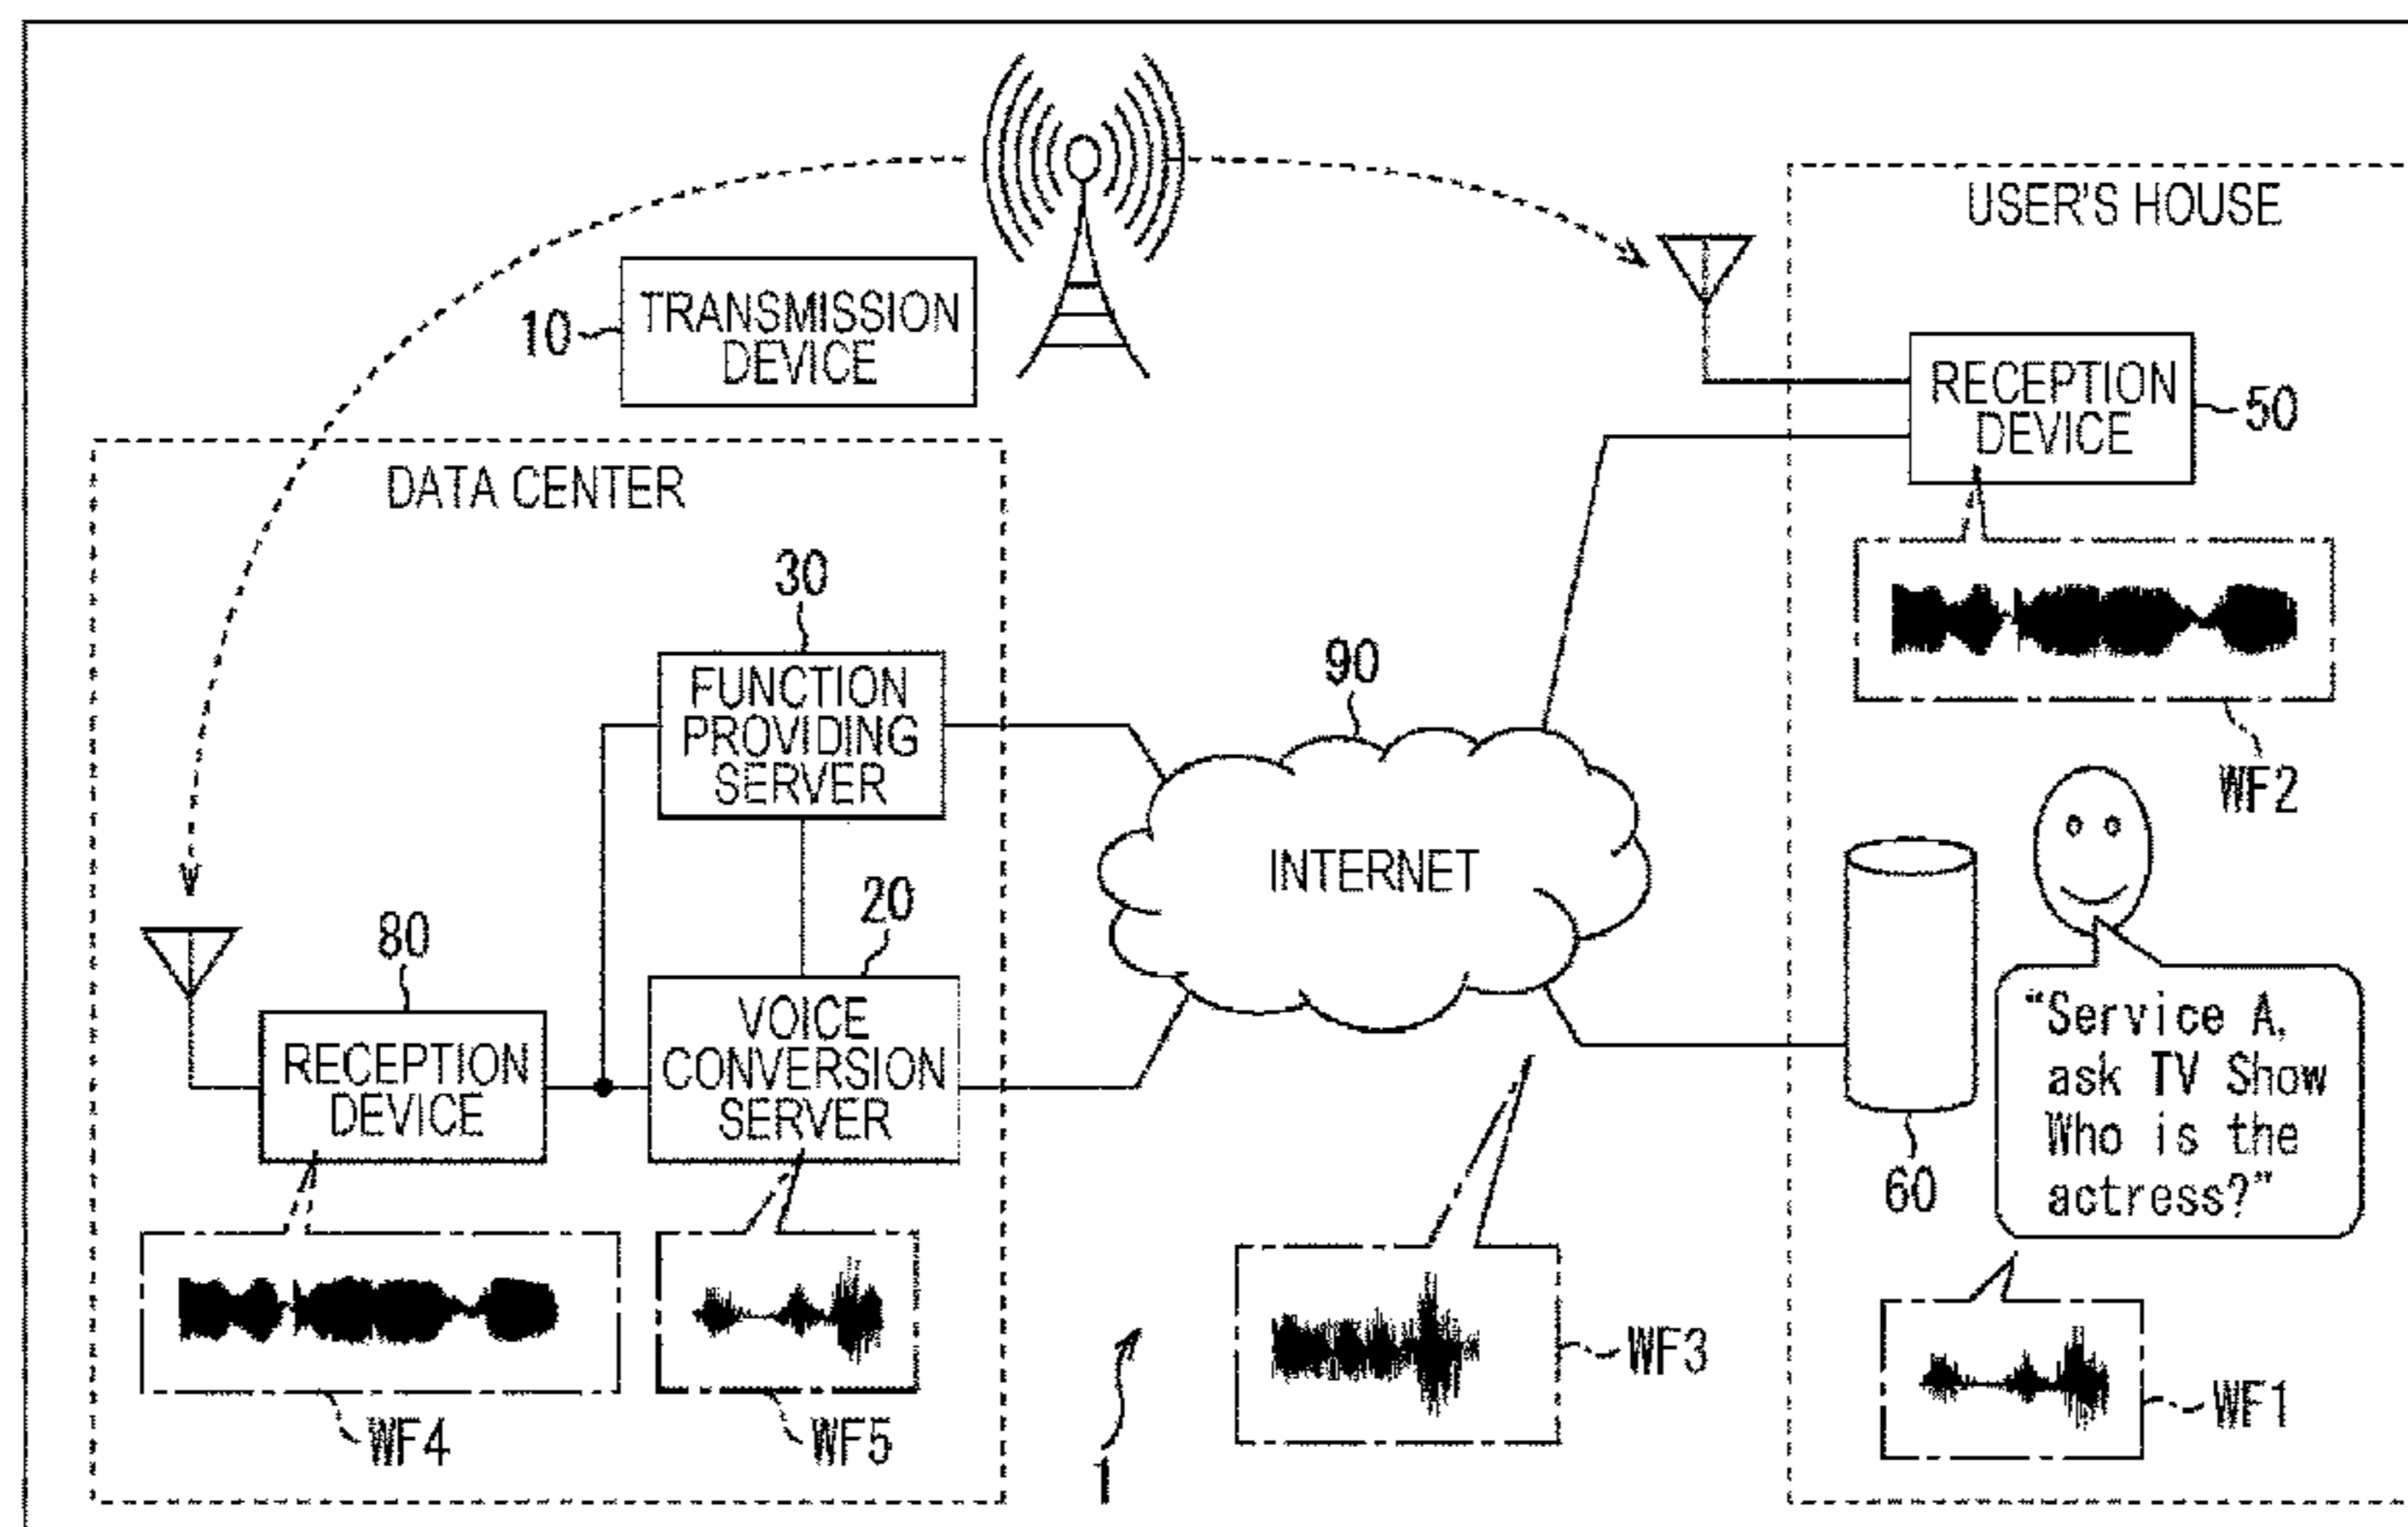 USER'S HOUSE
10
TRANSMISSION
DEVICE
RECEPTION
DEVICE
50
DATA CENTER
30
FUNCTION
PROVIDING
SERVER
90
WF2
INTERNET
80
20
RECEPTION
DEVICE
VOICE
CONVERSION
SERVER
60
“Service A,
ask TV Show
Who is the
actress?”
WF4
WF5
1
WF3
WF1